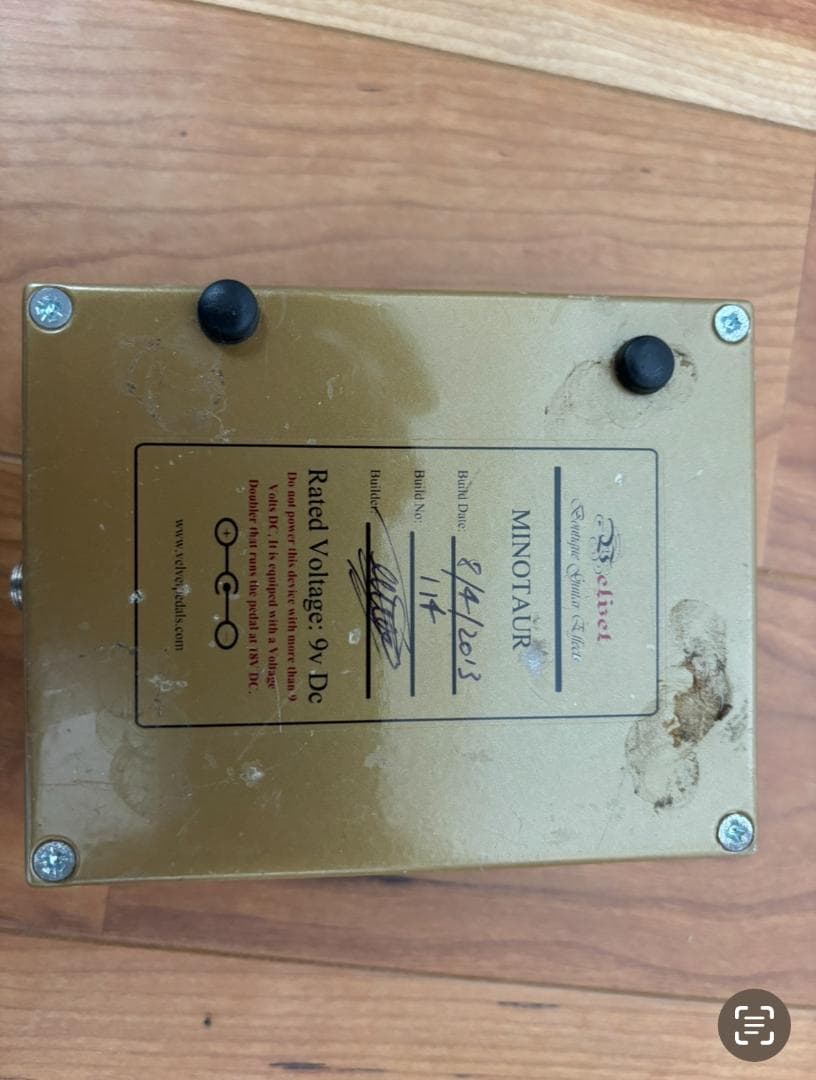 Velvet
Boutique Guitar Effects
MINOTAUR
Build Date: 8/4/2013
Build No: 114
Builder:
Rated Voltage: 9v Dc
Do not power this device with more than 9
Volts DC, It is equiped with a Voltage
Doubler that runs the pedal at 18V DC.
www.velvetpedals.com